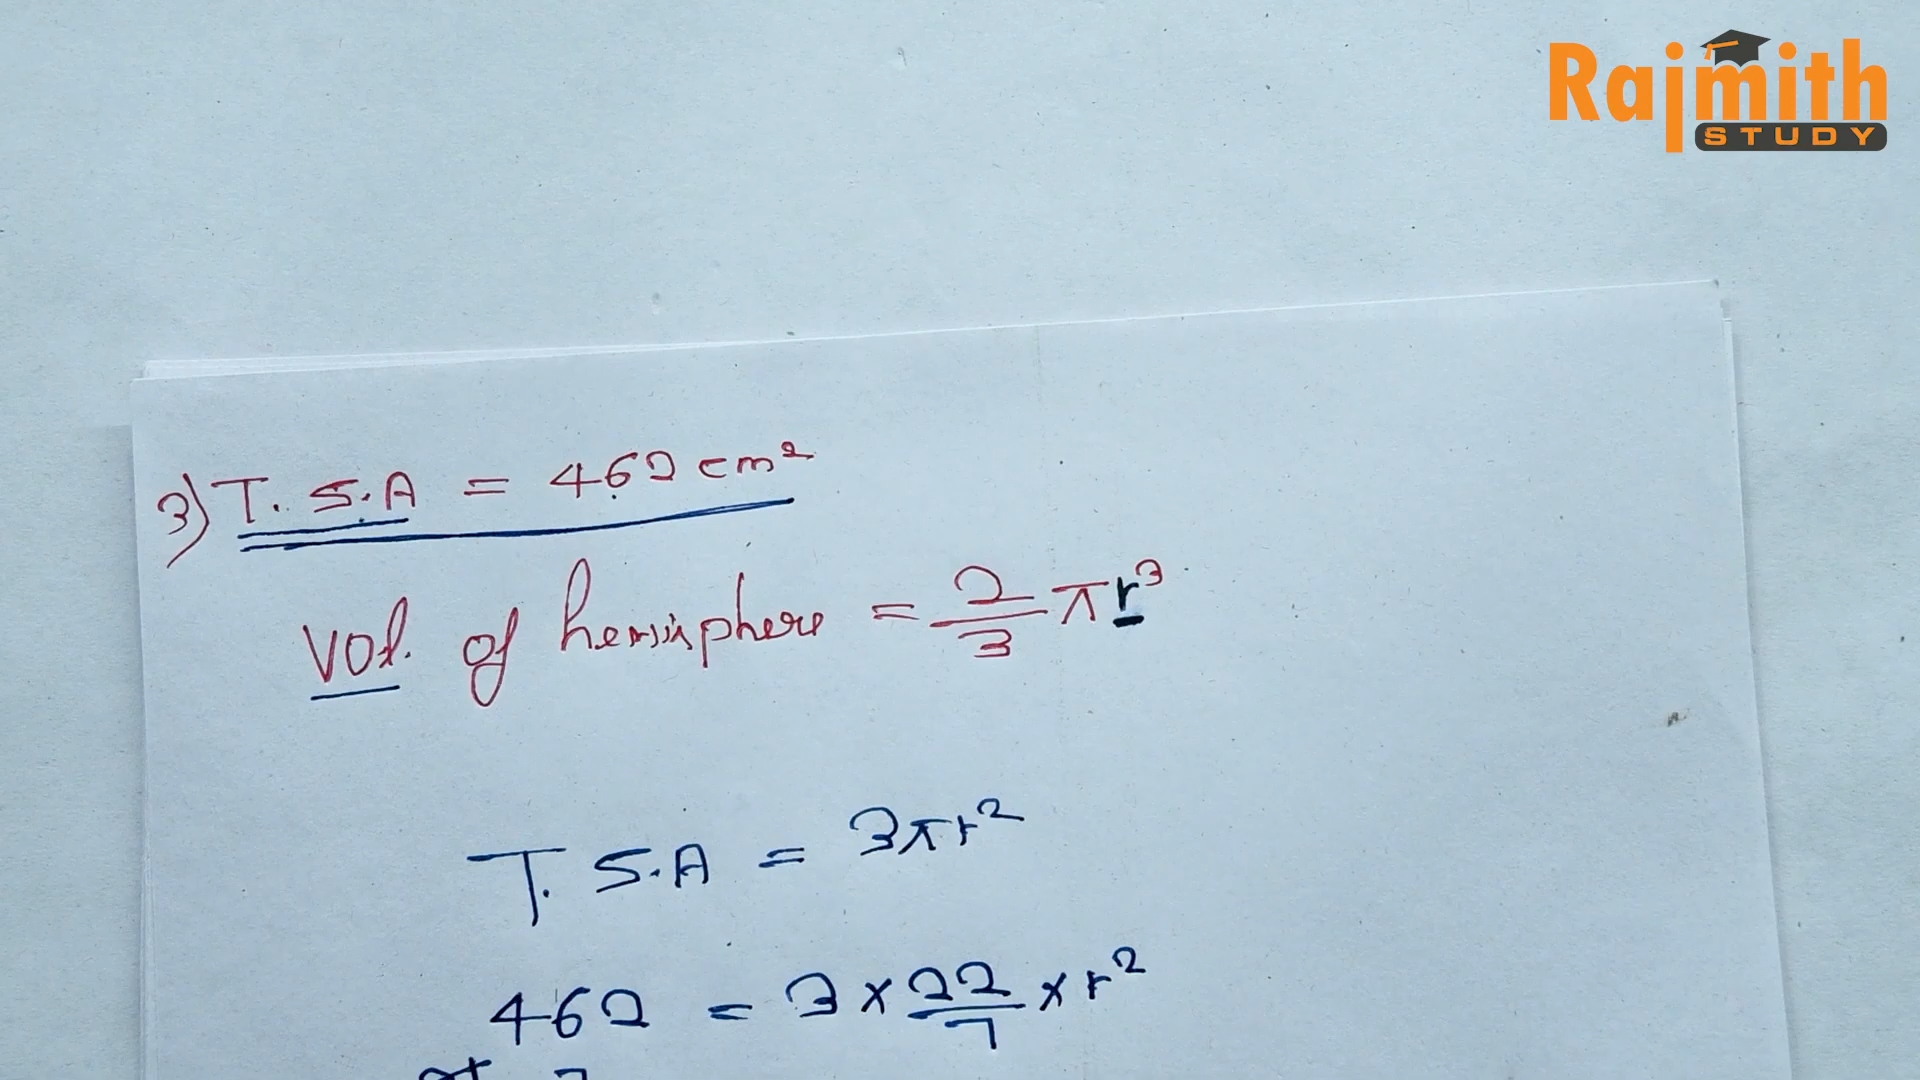 Rajmith
STUDY
3) T. S.A = 462 cm²
Vol. of hemisphere = 2/3 πr³
T. S.A = 3πr²
462 = 3 × 22/7 × r²